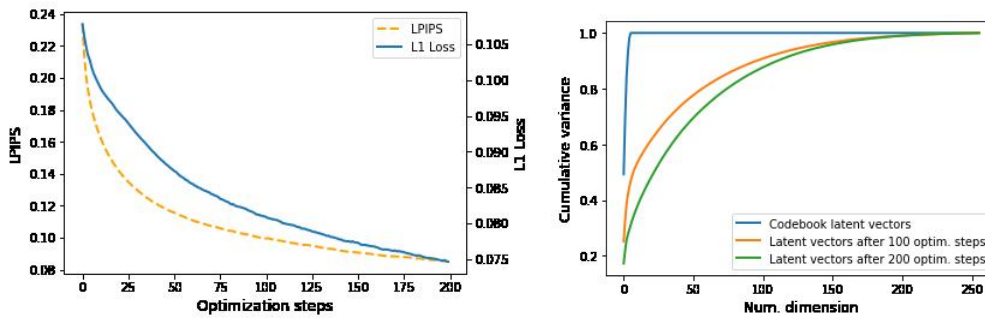 0.24
0.22
0.20
0.18
0.16
0.14
0.12
0.10
0.08
LPIPS
LPIPS
L1 Loss
0.105
0.100
0.095
0.090
0.085
0.080
0.075
L1 Loss
0 25 50 75 100 125 150 175 200
Optimization steps
1.0
0.8
0.6
0.4
0.2
Cumulative variance
Codebook latent vectors
Latent vectors after 100 optim. steps
Latent vectors after 200 optim. steps
0 50 100 150 200 250
Num. dimension